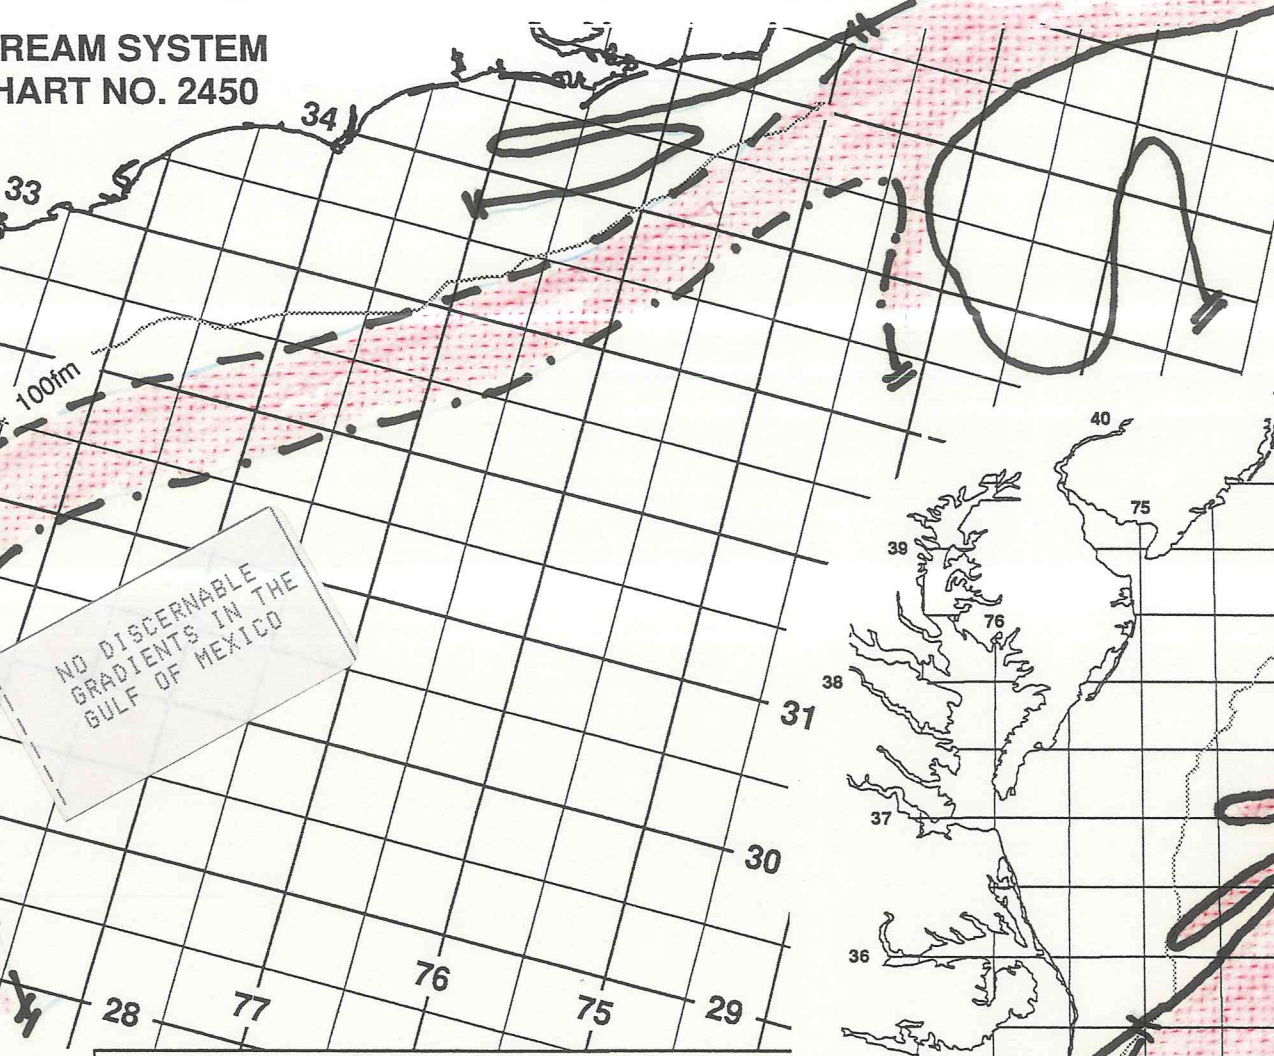 REAM SYSTEM
HART NO. 2450
34
33
100fm
NO DISCERNABLE
GRADIENTS IN THE
GULF OF MEXICO
31
30
29
28
77
76
75
40
75
39
76
38
37
36